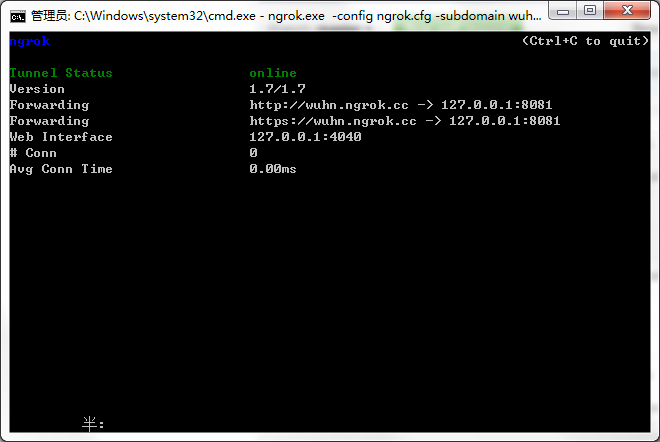 管理员: C:\Windows\system32\cmd.exe - ngrok.exe  -config ngrok.cfg -subdomain wuh...
ngrok (Ctrl+C to quit)
Tunnel Status online
Version 1.7/1.7
Forwarding http://wuhn.ngrok.cc -> 127.0.0.1:8081
Forwarding https://wuhn.ngrok.cc -> 127.0.0.1:8081
Web Interface 127.0.0.1:4040
# Conn 0
Avg Conn Time 0.00ms
半: